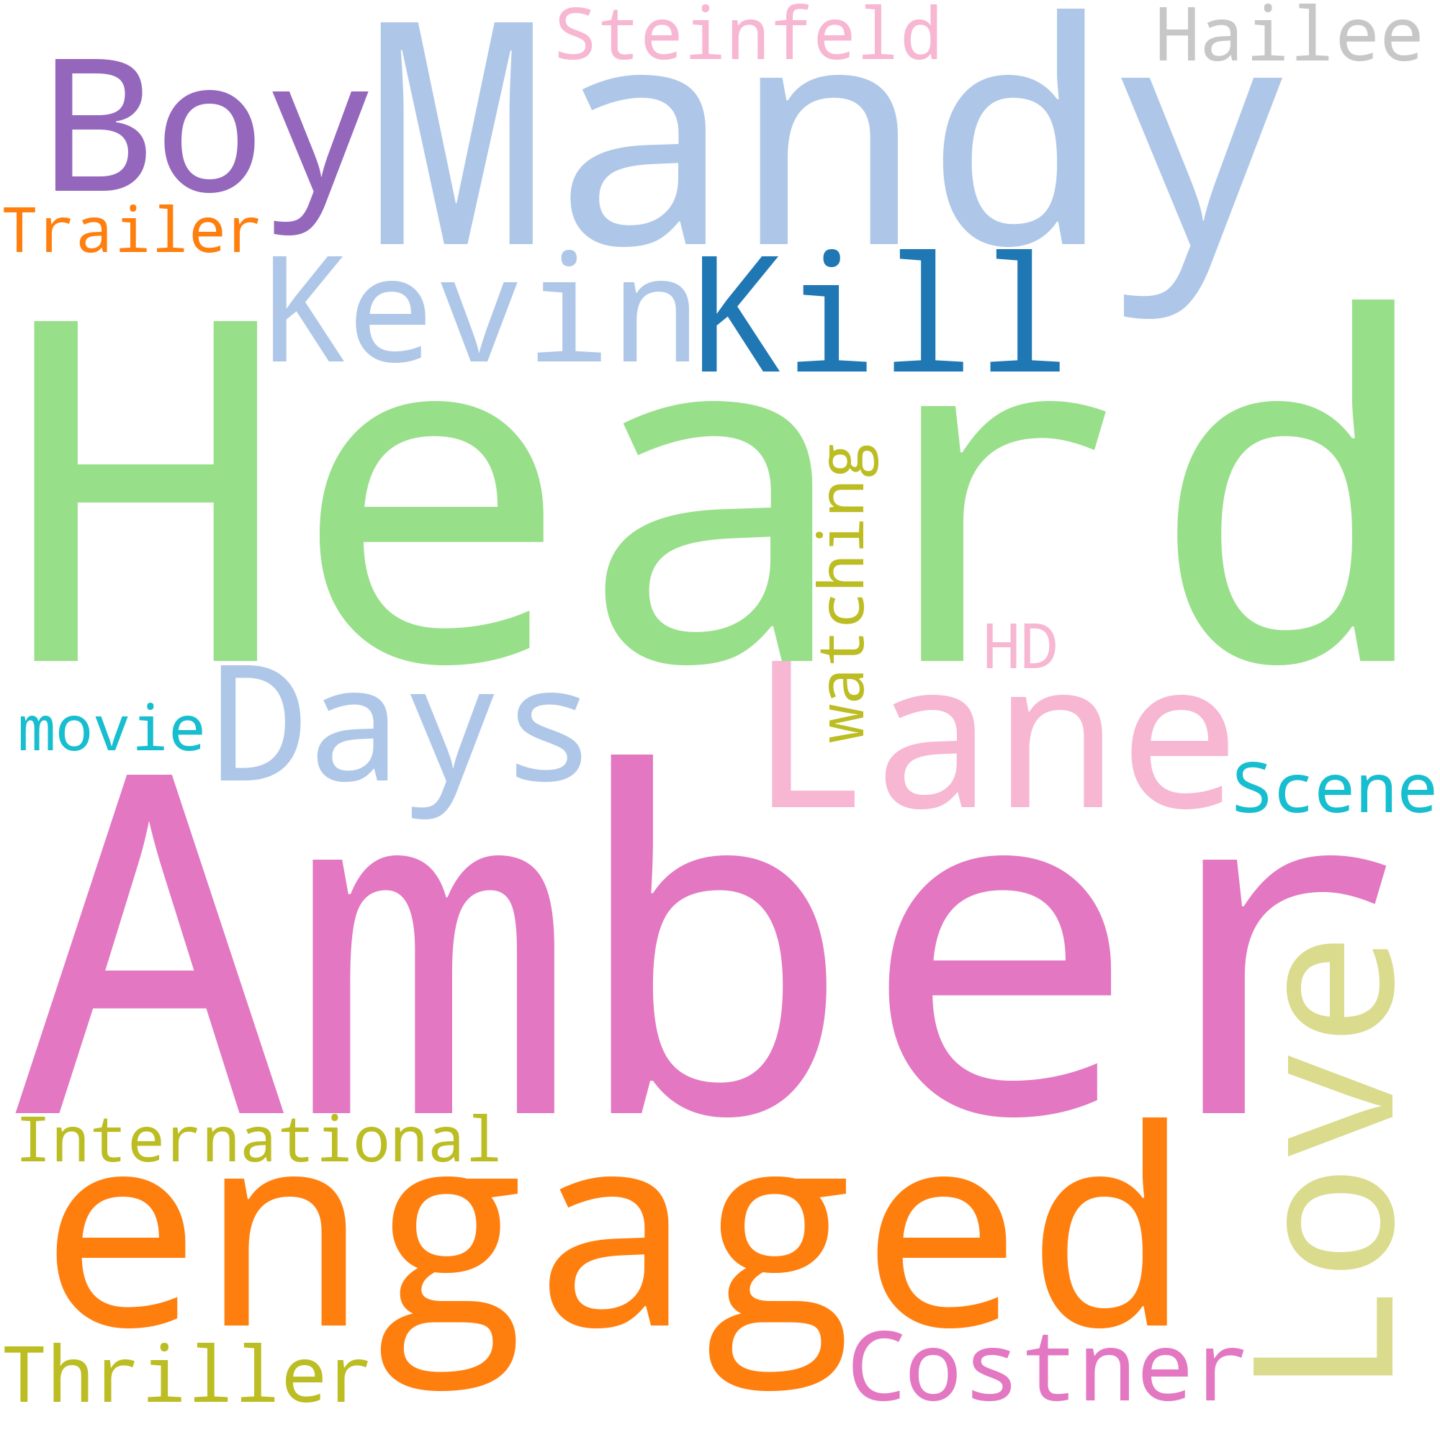 Steinfeld
Hailee
Boy
Mandy
Trailer
Kevin
Kill
Heard
watching
HD
Days
Lane
movie
Scene
Amber
Love
International
engaged
Thriller
Costner